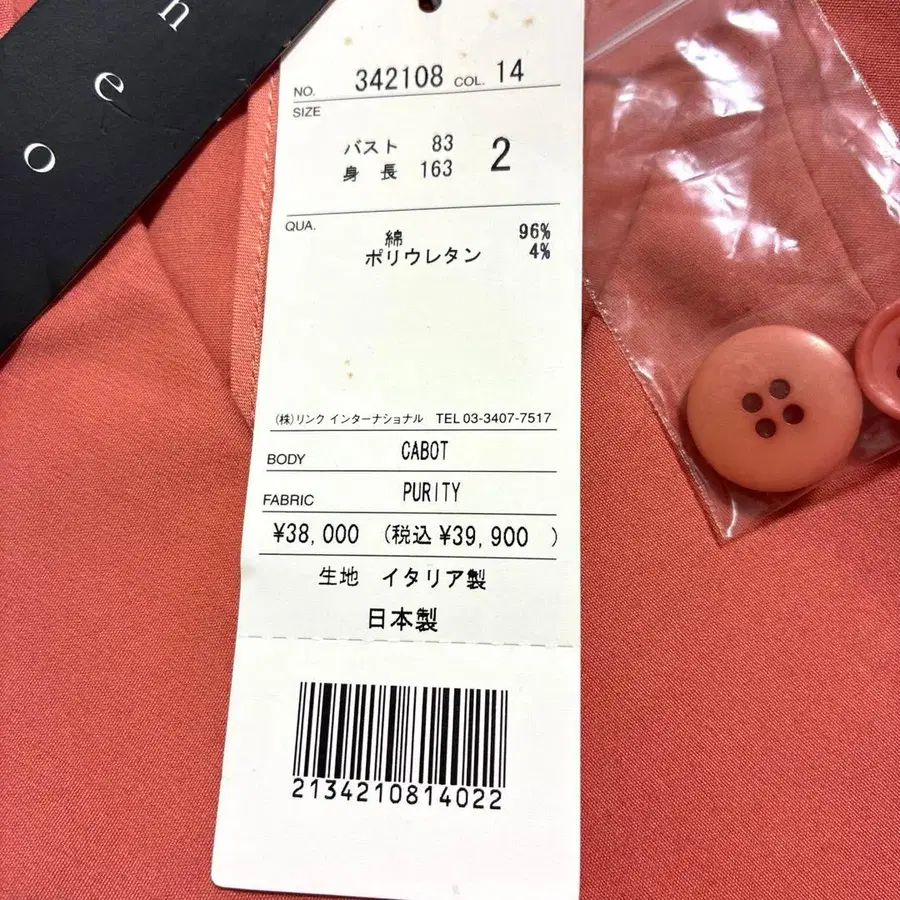 o e n
NO. 342108 COL. 14
SIZE
バスト 83
身長 163
2
QUA.
綿 96%
ポリウレタン 4%
(株)リンク インターナショナル TEL 03-3407-7517
BODY CABOT
FABRIC PURITY
¥38,000 (税込 ¥39,900 )
生地 イタリア製
日本製
2134210814022